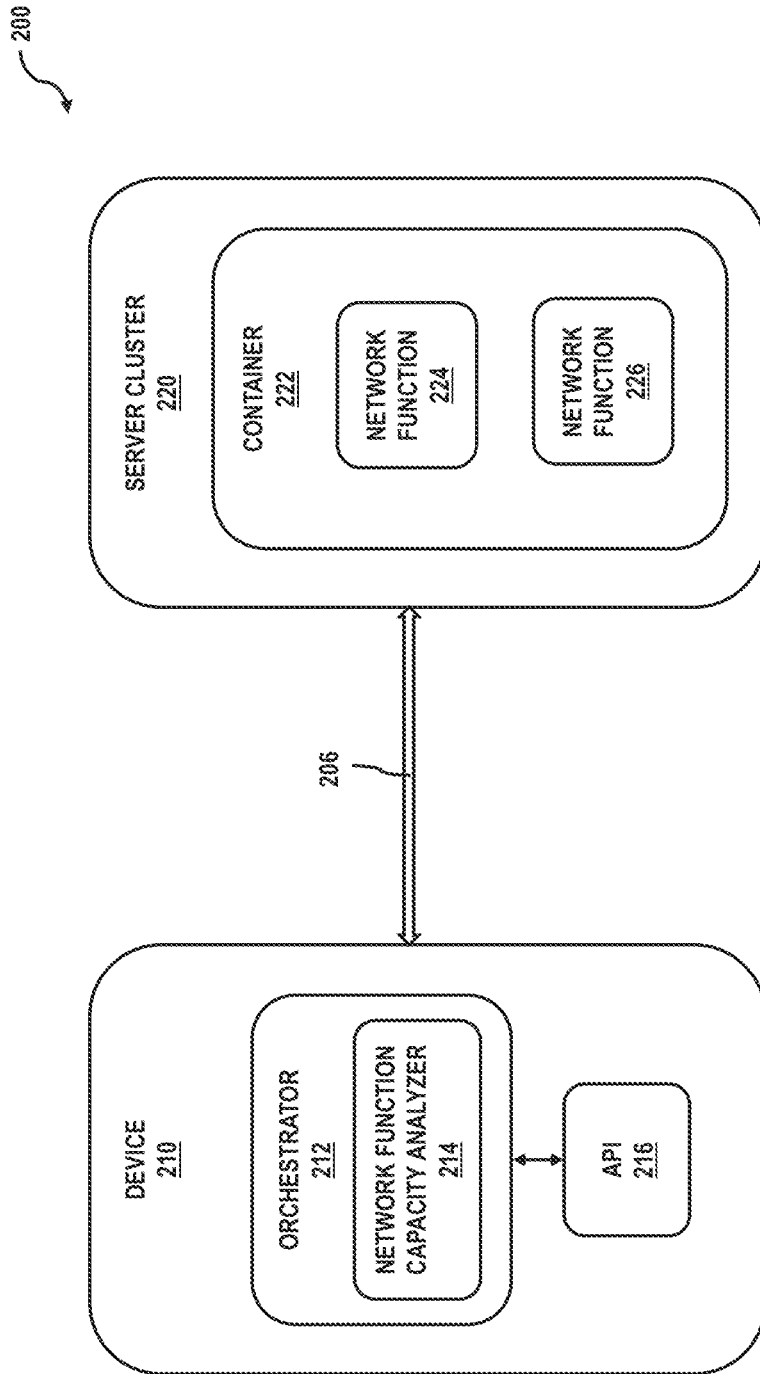 200
DEVICE
210
ORCHESTRATOR
212
NETWORK FUNCTION
CAPACITY ANALYZER
214
API
216
206
SERVER CLUSTER
220
CONTAINER
222
NETWORK
FUNCTION
224
NETWORK
FUNCTION
226